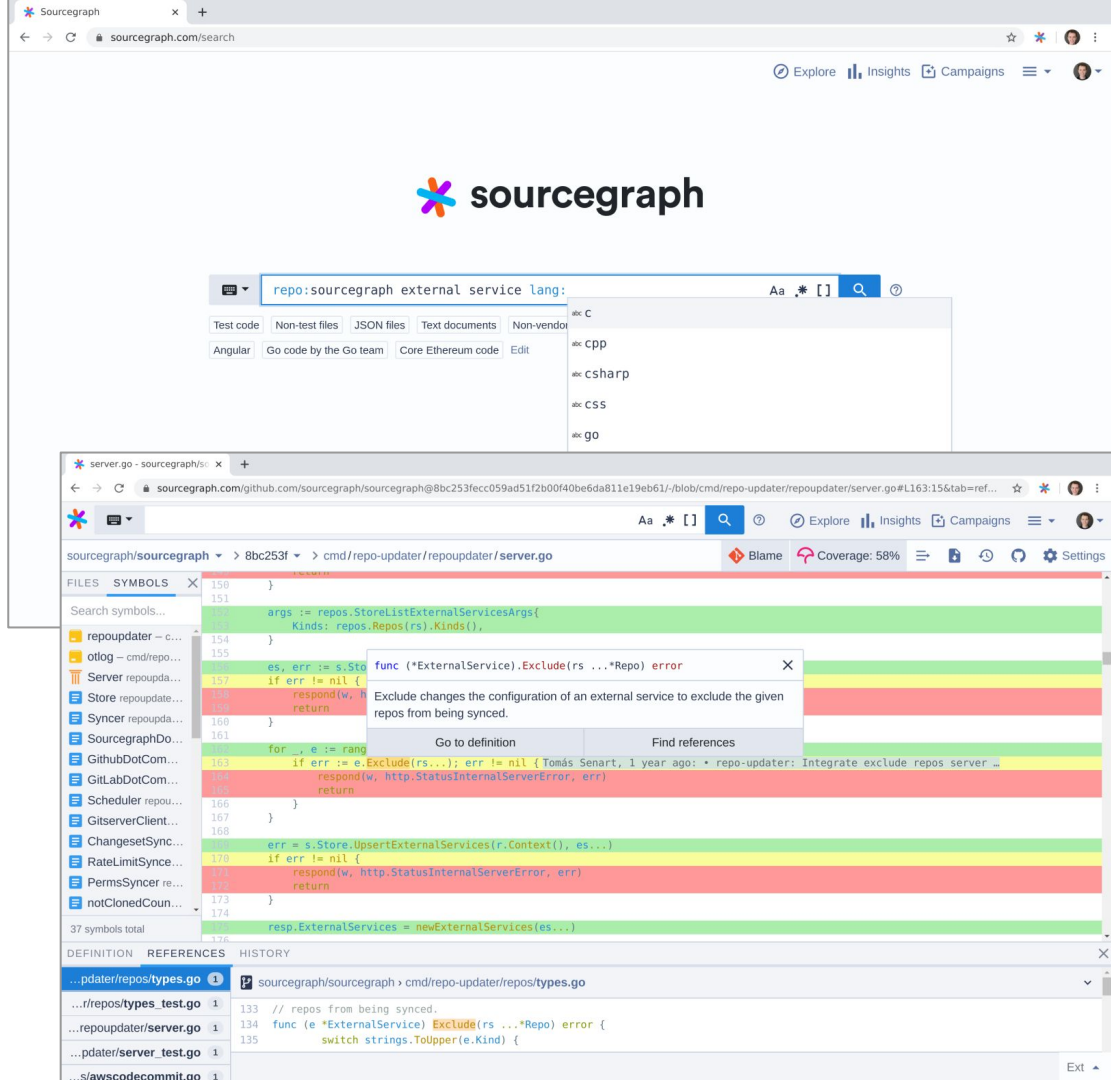 Sourcegraph
sourcegraph.com/search
Explore Insights Campaigns
sourcegraph
repo:sourcegraph external service lang: Aa .* []
Test code Non-test files JSON files Text documents Non-vendo
Angular Go code by the Go team Core Ethereum code Edit
abc c
abc cpp
abc csharp
abc css
abc go
server.go - sourcegraph/so
sourcegraph.com/github.com/sourcegraph/sourcegraph@8bc253fecc059ad51f2b00f40be6da811e19eb61/-/blob/cmd/repo-updater/repoupdater/server.go#L163:15&tab=ref...
Aa .* [] Explore Insights Campaigns
sourcegraph/sourcegraph > 8bc253f > cmd/repo-updater/repoupdater/server.go Blame Coverage: 58% Settings
FILES SYMBOLS
Search symbols...
repoupdater – c...
otlog – cmd/repo...
Server repoupda...
Store repoupdate...
Syncer repoupda...
SourcegraphDo...
GithubDotCom...
GitLabDotCom...
Scheduler repou...
GitserverClient...
ChangesetSync...
RateLimitSynce...
PermsSyncer re...
notClonedCoun...
37 symbols total
return
150 }
151
152 args := repos.StoreListExternalServicesArgs{
153 Kinds: repos.Repos(rs).Kinds(),
154 }
155
156 es, err := s.Sto
157 if err != nil {
158 respond(w, h
159 return
160 }
161
162 for _, e := rang
163 if err := e.Exclude(rs...); err != nil { Tomás Senart, 1 year ago: • repo-updater: Integrate exclude repos server …
164 respond(w, http.StatusInternalServerError, err)
165 return
166 }
167 }
168
169 err = s.Store.UpsertExternalServices(r.Context(), es...)
170 if err != nil {
171 respond(w, http.StatusInternalServerError, err)
172 return
173 }
174
175 resp.ExternalServices = newExternalServices(es...)
176
func (*ExternalService).Exclude(rs ...*Repo) error
Exclude changes the configuration of an external service to exclude the given
repos from being synced.
Go to definition Find references
DEFINITION REFERENCES HISTORY
...pdater/repos/types.go 1
...r/repos/types_test.go 1
...repoupdater/server.go 1
...pdater/server_test.go 1
...s/awscodecommit.go 1
sourcegraph/sourcegraph › cmd/repo-updater/repos/types.go
133 // repos from being synced.
134 func (e *ExternalService) Exclude(rs ...*Repo) error {
135 switch strings.ToUpper(e.Kind) {
Ext